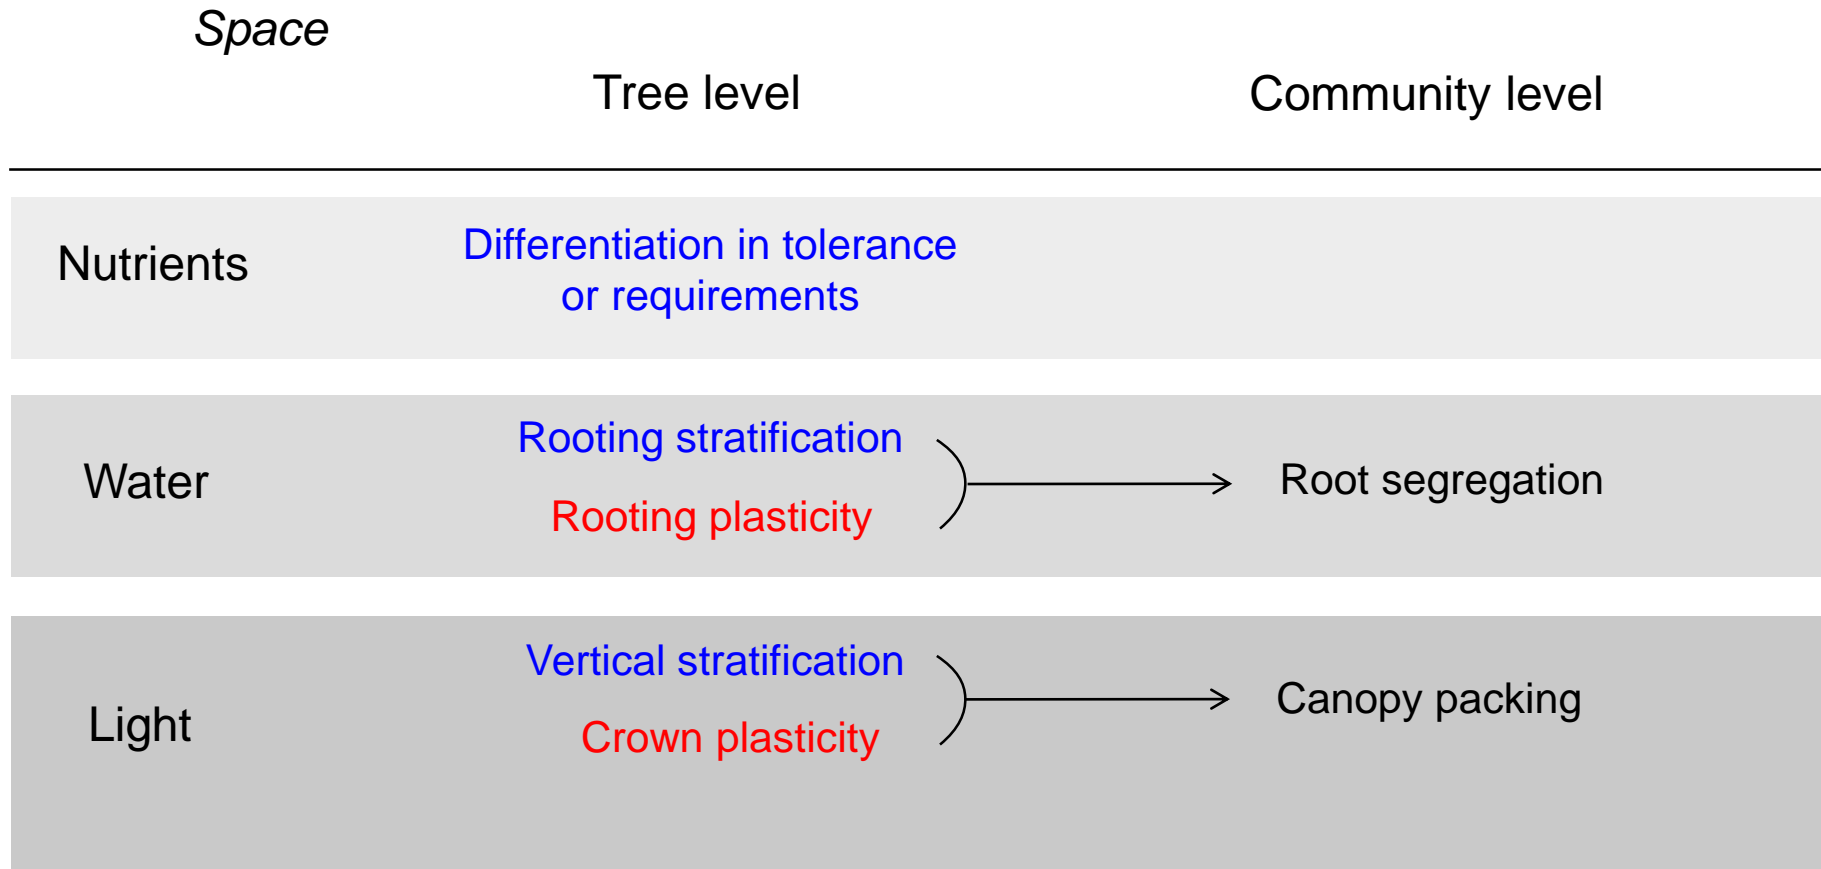 Space
Tree level
Community level
Nutrients
Differentiation in tolerance
or requirements
Water
Rooting stratification
Rooting plasticity
Root segregation
Light
Vertical stratification
Crown plasticity
Canopy packing